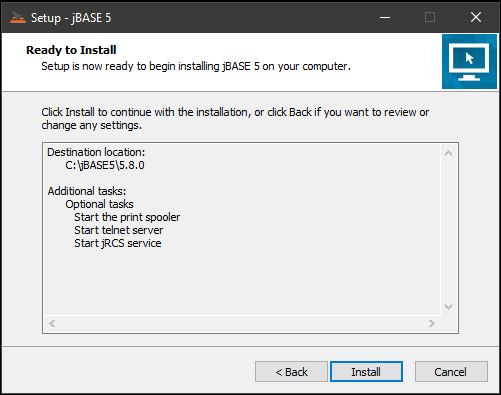 Setup - jBASE 5
Ready to Install
Setup is now ready to begin installing jBASE 5 on your computer.
Click Install to continue with the installation, or click Back if you want to review or
change any settings.
Destination location:
C:\jBASE5\5.8.0
Additional tasks:
Optional tasks
Start the print spooler
Start telnet server
Start jRCS service
< Back
Install
Cancel